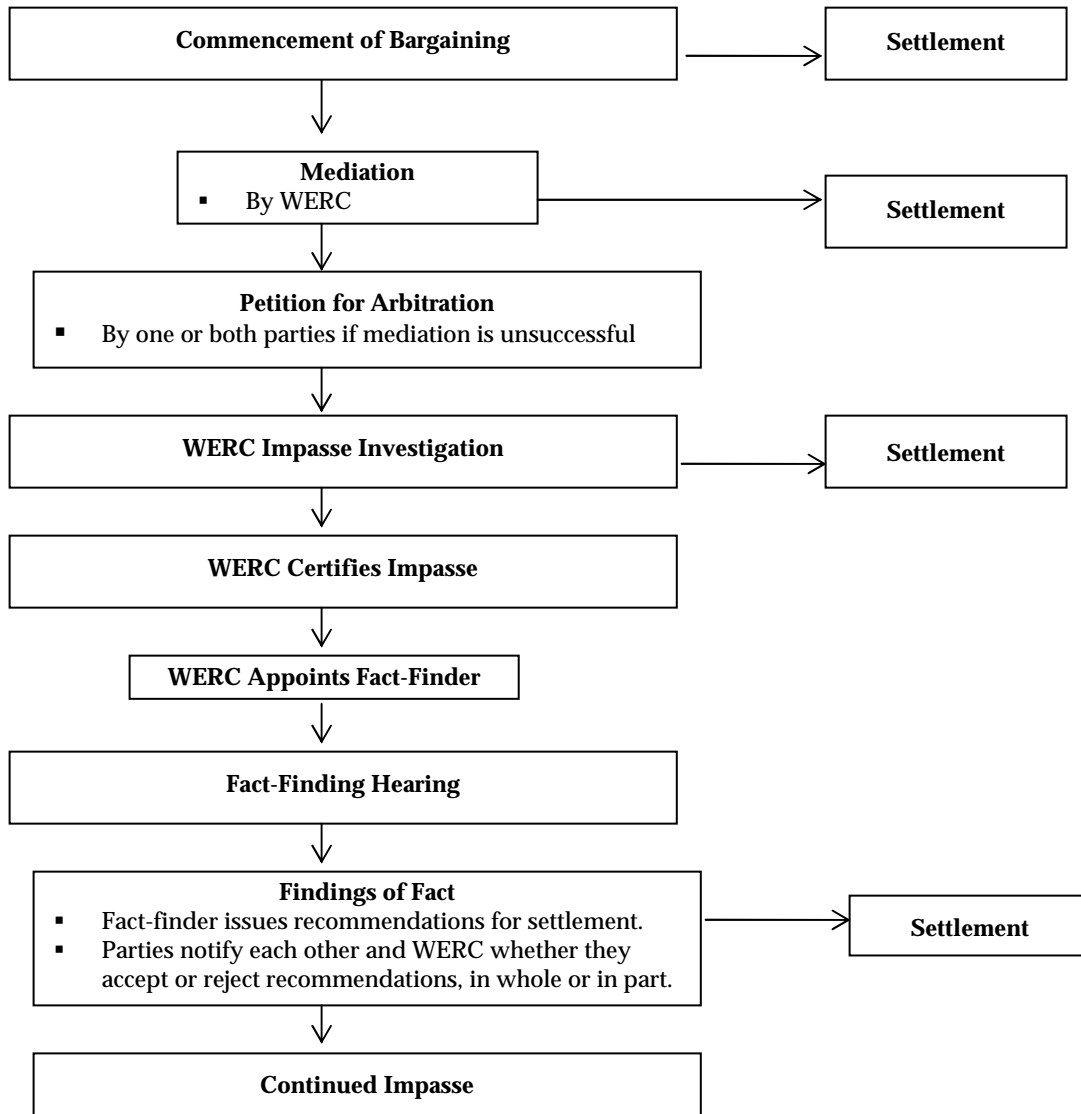 Commencement of Bargaining
Settlement
Mediation
▪ By WERC
Settlement
Petition for Arbitration
▪ By one or both parties if mediation is unsuccessful
WERC Impasse Investigation
Settlement
WERC Certifies Impasse
WERC Appoints Fact-Finder
Fact-Finding Hearing
Findings of Fact
▪ Fact-finder issues recommendations for settlement.
▪ Parties notify each other and WERC whether they
accept or reject recommendations, in whole or in part.
Settlement
Continued Impasse